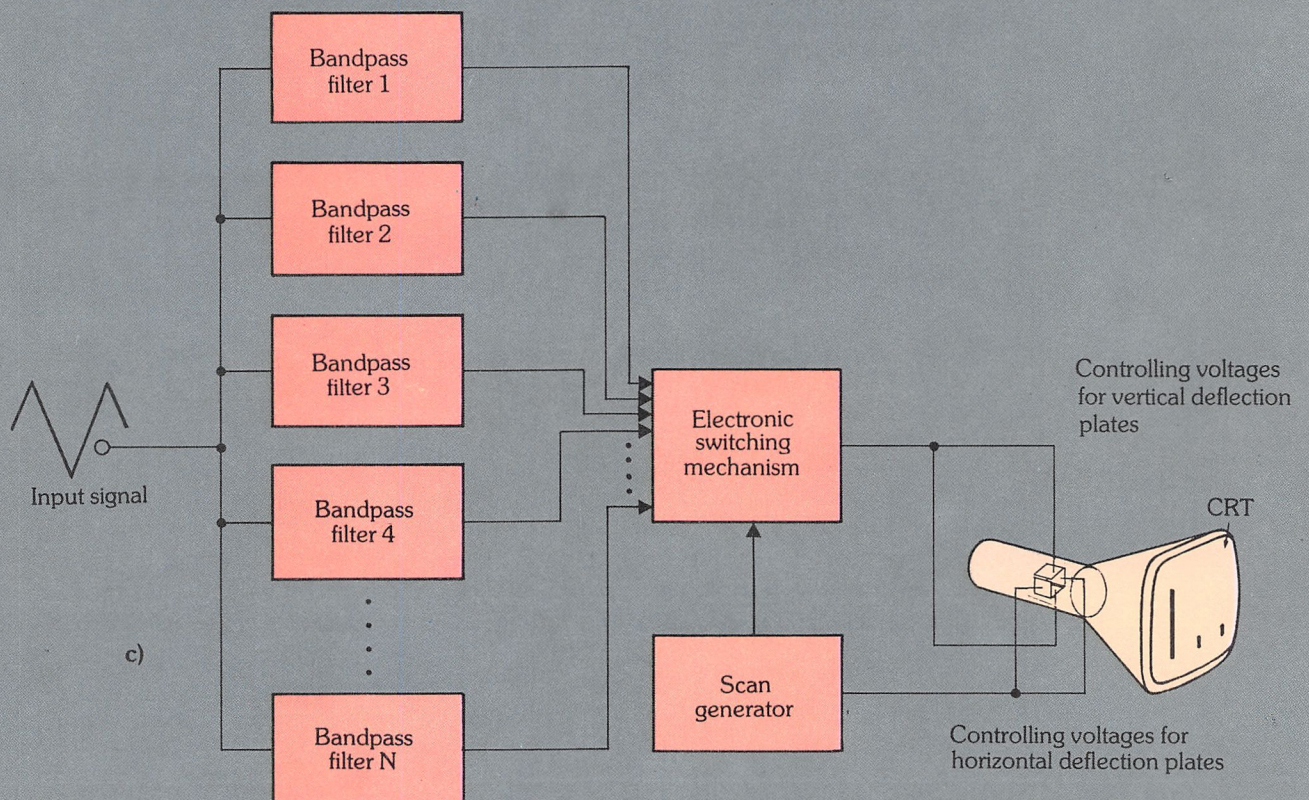 Bandpass
filter 1
Bandpass
filter 2
Bandpass
filter 3
Bandpass
filter 4
Bandpass
filter N
Input signal
c)
Electronic
switching
mechanism
Scan
generator
Controlling voltages
for vertical deflection
plates
CRT
Controlling voltages for
horizontal deflection plates